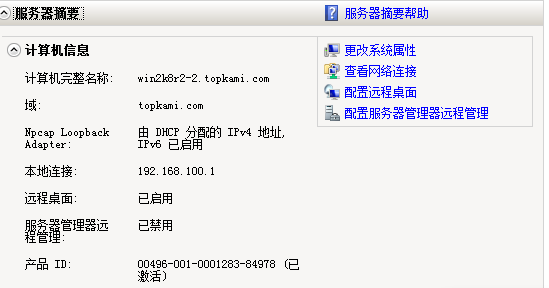 服务器摘要
服务器摘要帮助
计算机信息
计算机完整名称: win2k8r2-2.topkami.com
域: topkami.com
Npcap Loopback Adapter: 由 DHCP 分配的 IPv4 地址,
IPv6 已启用
本地连接: 192.168.100.1
远程桌面: 已启用
服务器管理器远程管理: 已禁用
产品 ID: 00496-001-0001283-84978 (已
激活)
更改系统属性
查看网络连接
配置远程桌面
配置服务器管理器远程管理